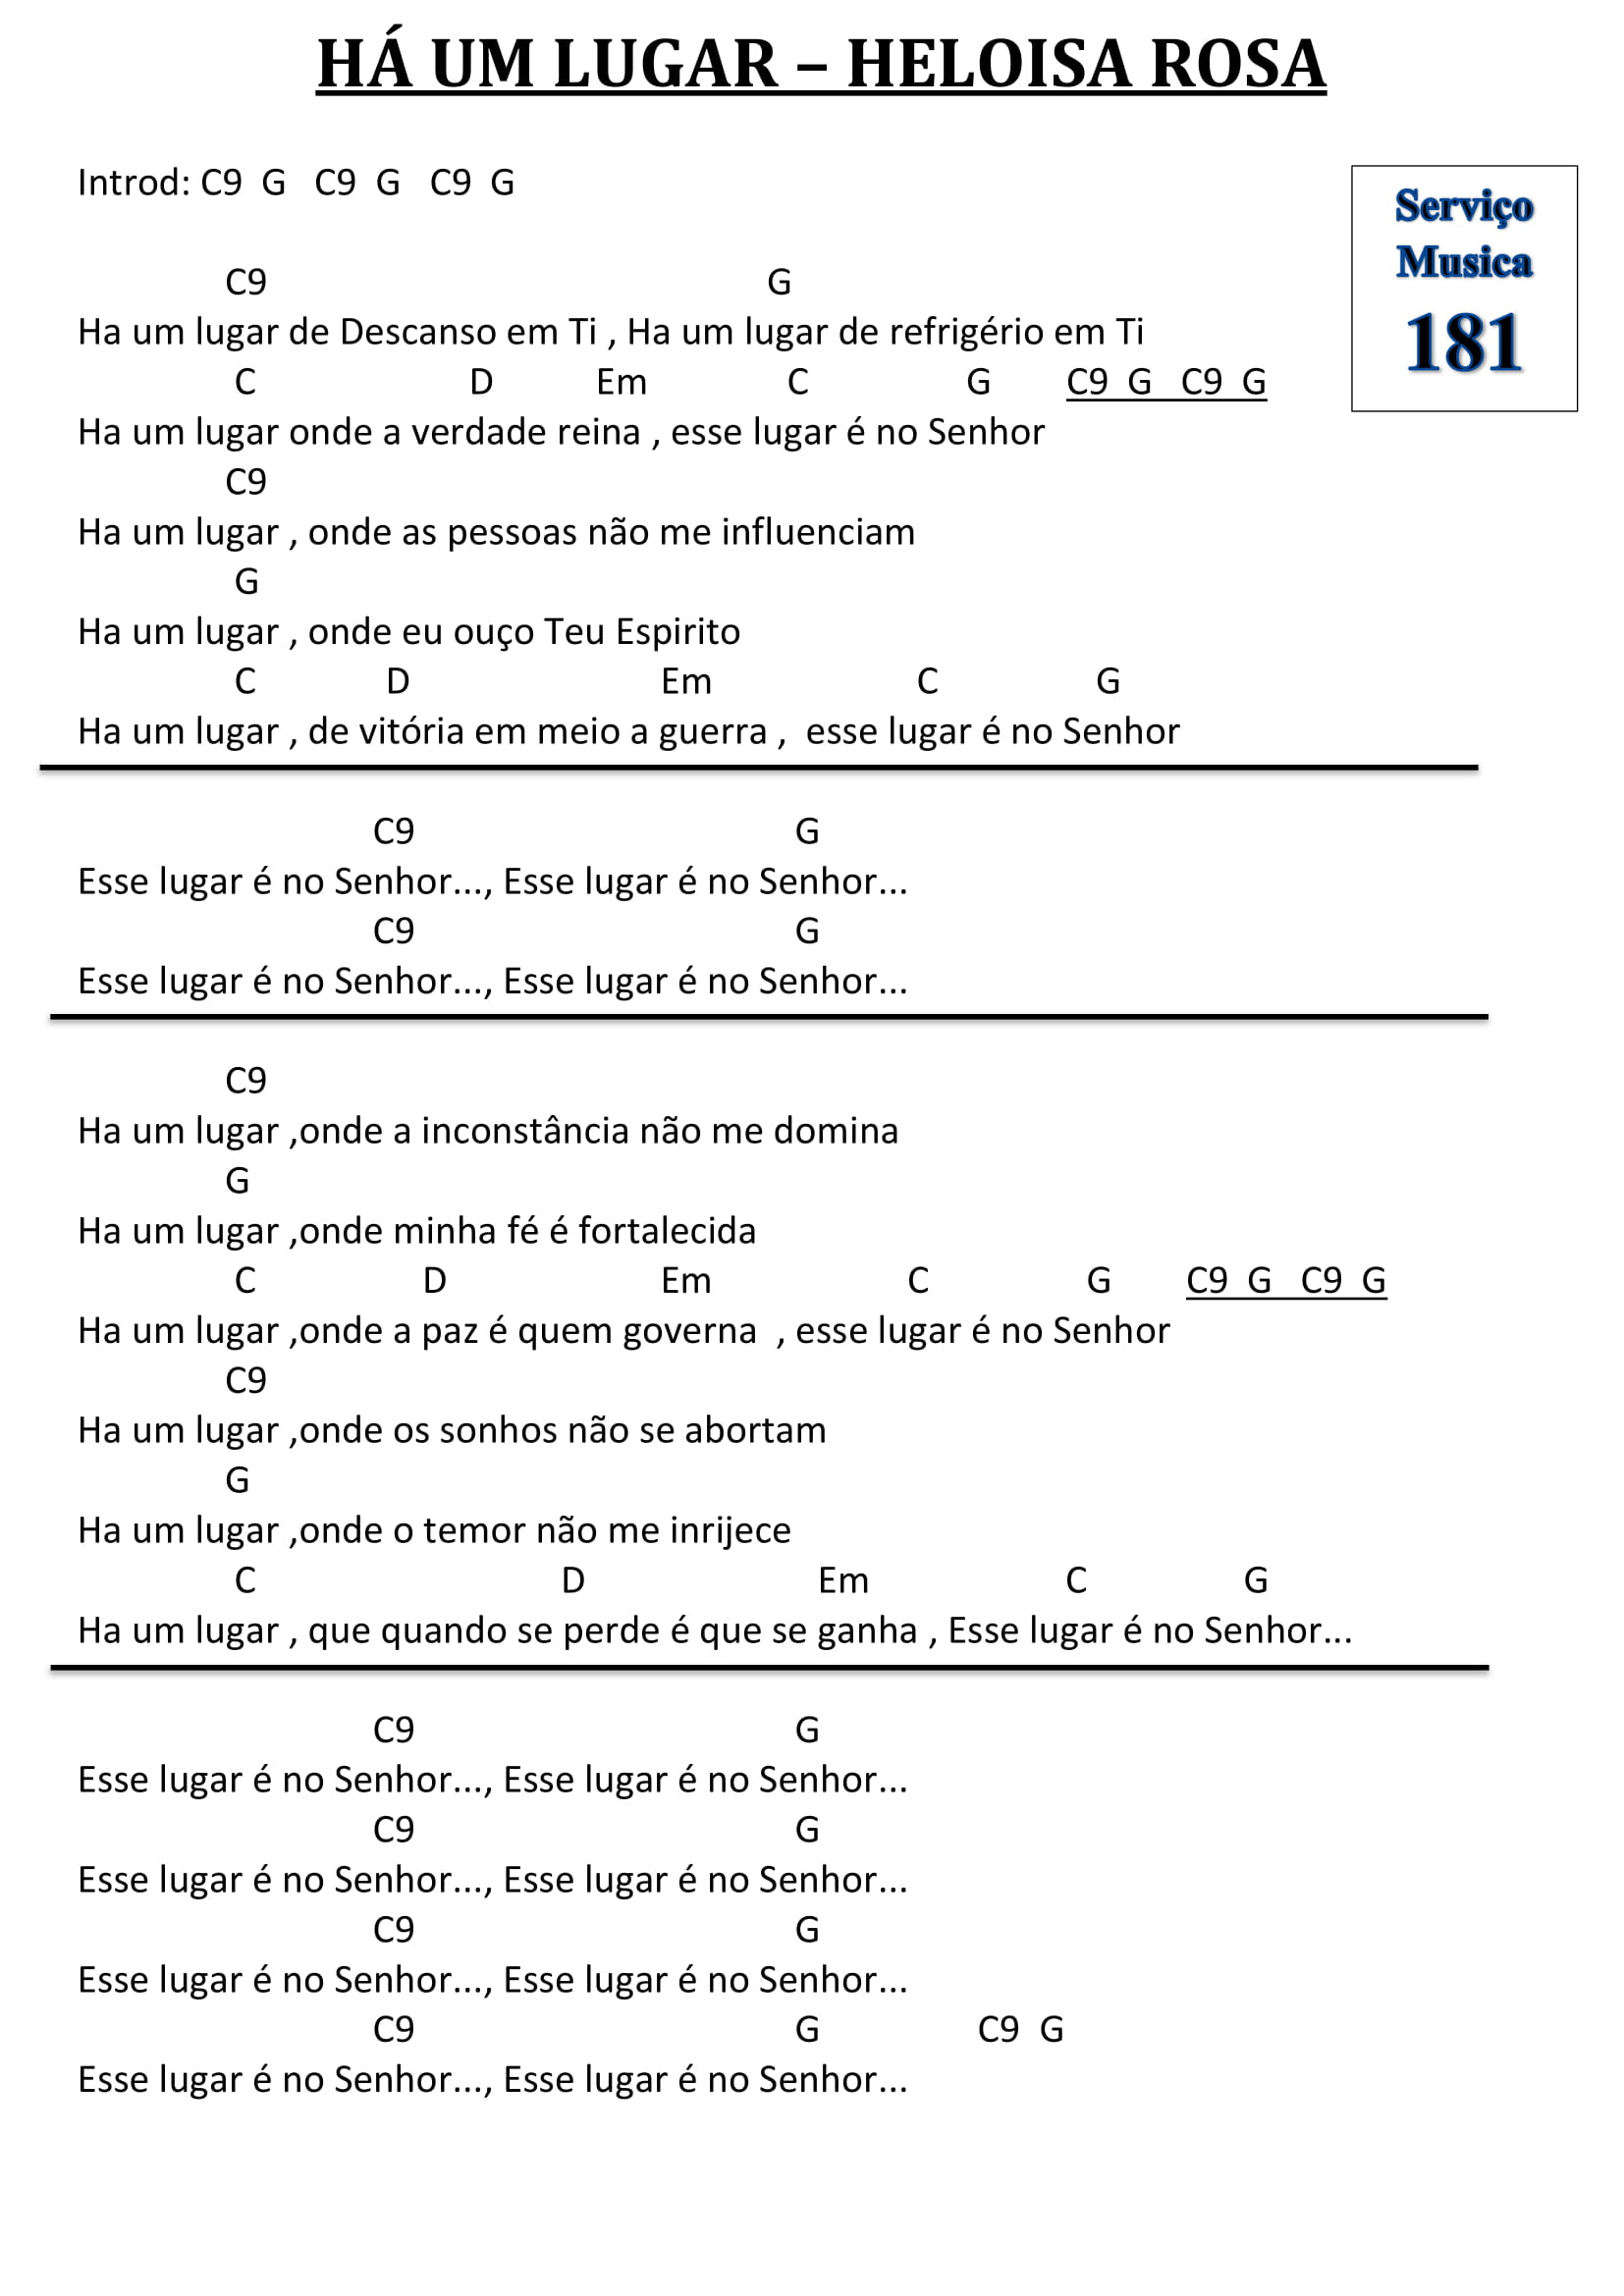 HÁ UM LUGAR – HELOISA ROSA
Introd: C9 G C9 G C9 G
Serviço
Musica
181
C9 G
Ha um lugar de Descanso em Ti , Ha um lugar de refrigério em Ti
C D Em C G C9 G C9 G
Ha um lugar onde a verdade reina , esse lugar é no Senhor
C9
Ha um lugar , onde as pessoas não me influenciam
G
Ha um lugar , onde eu ouço Teu Espirito
C D Em C G
Ha um lugar , de vitória em meio a guerra , esse lugar é no Senhor
C9 G
Esse lugar é no Senhor..., Esse lugar é no Senhor...
C9 G
Esse lugar é no Senhor..., Esse lugar é no Senhor...
C9
Ha um lugar ,onde a inconstância não me domina
G
Ha um lugar ,onde minha fé é fortalecida
C D Em C G C9 G C9 G
Ha um lugar ,onde a paz é quem governa , esse lugar é no Senhor
C9
Ha um lugar ,onde os sonhos não se abortam
G
Ha um lugar ,onde o temor não me inrijece
C D Em C G
Ha um lugar , que quando se perde é que se ganha , Esse lugar é no Senhor...
C9 G
Esse lugar é no Senhor..., Esse lugar é no Senhor...
C9 G
Esse lugar é no Senhor..., Esse lugar é no Senhor...
C9 G
Esse lugar é no Senhor..., Esse lugar é no Senhor...
C9 G C9 G
Esse lugar é no Senhor..., Esse lugar é no Senhor...